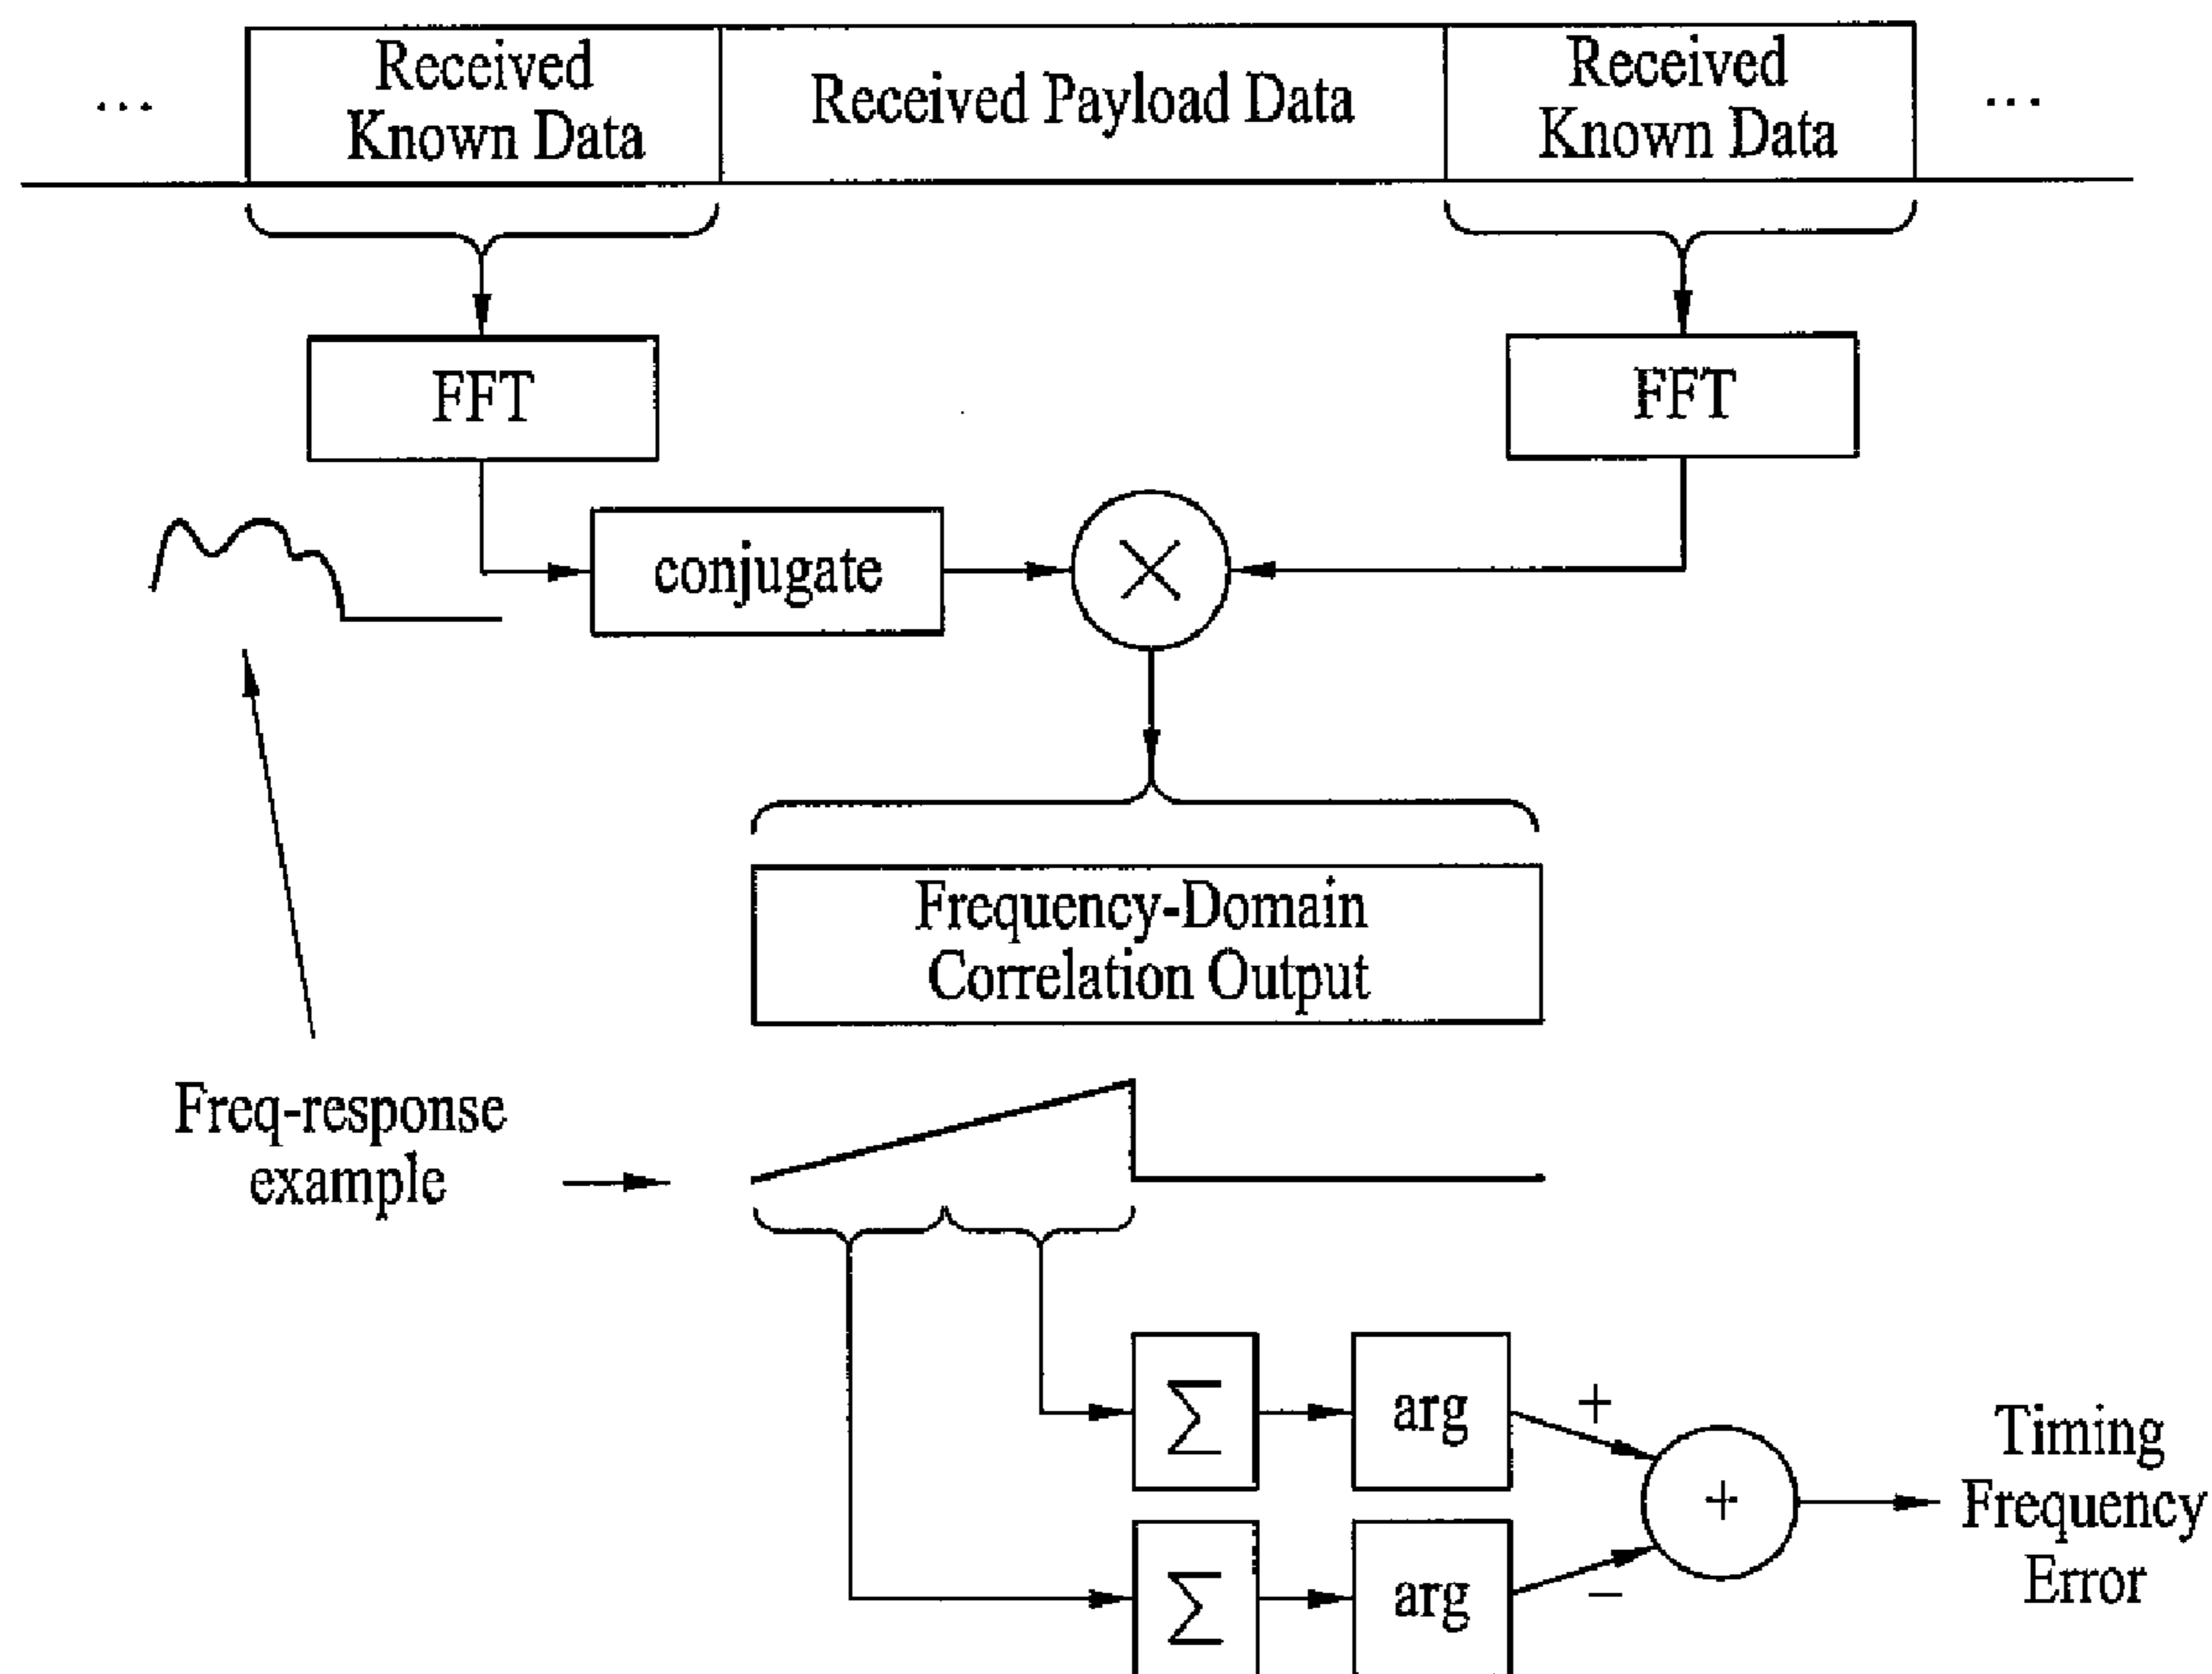 ...
Received
Known Data
Received Payload Data
Received
Known Data
...
FFT
FFT
conjugate
×
Frequency-Domain
Correlation Output
Freq-response
example
Σ
arg
+
+
Timing
Frequency
Error
Σ
arg
−